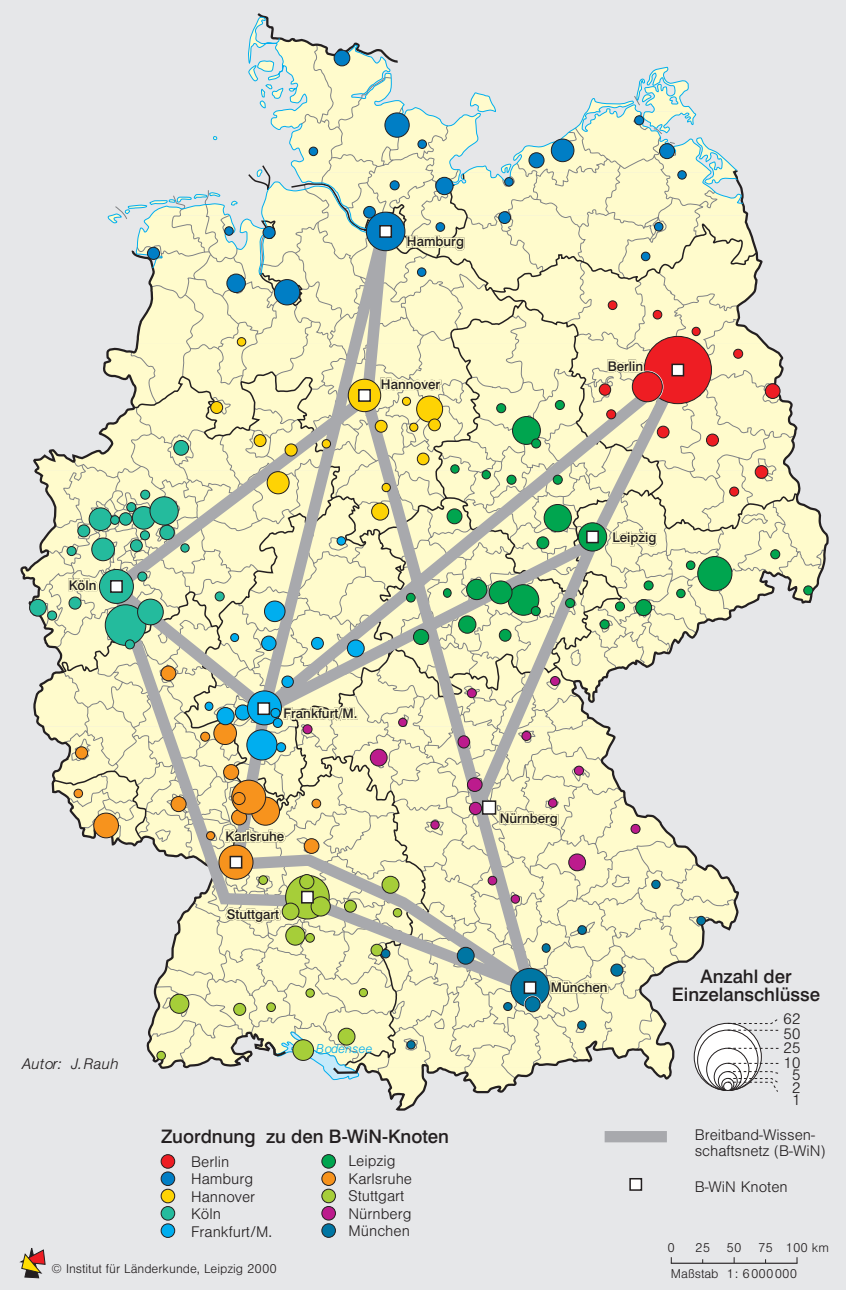 Hamburg
Hannover
Berlin
Leipzig
Köln
Frankfurt/M.
Nürnberg
Karlsruhe
Stuttgart
München
Bodensee
Anzahl der
Einzelanschlüsse
62
50
25
10
5
2
1
Autor: J. Rauh
Zuordnung zu den B-WiN-Knoten
Berlin
Hamburg
Hannover
Köln
Frankfurt/M.
Leipzig
Karlsruhe
Stuttgart
Nürnberg
München
Breitband-Wissen-
schaftsnetz (B-WiN)
B-WiN Knoten
0 25 50 75 100 km
Maßstab 1: 6000000
© Institut für Länderkunde, Leipzig 2000